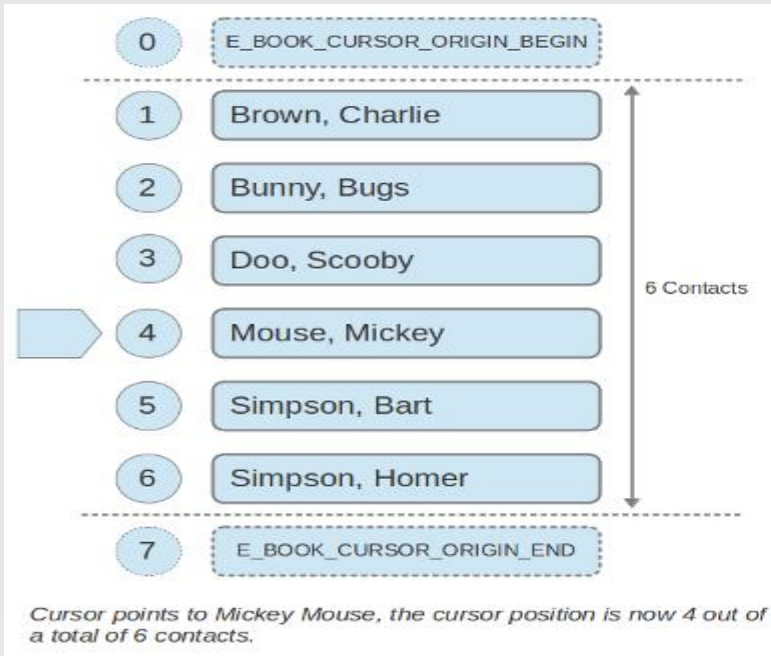 0 E_BOOK_CURSOR_ORIGIN_BEGIN
1 Brown, Charlie
2 Bunny, Bugs
3 Doo, Scooby
6 Contacts
4 Mouse, Mickey
5 Simpson, Bart
6 Simpson, Homer
7 E_BOOK_CURSOR_ORIGIN_END
Cursor points to Mickey Mouse, the cursor position is now 4 out of
a total of 6 contacts.